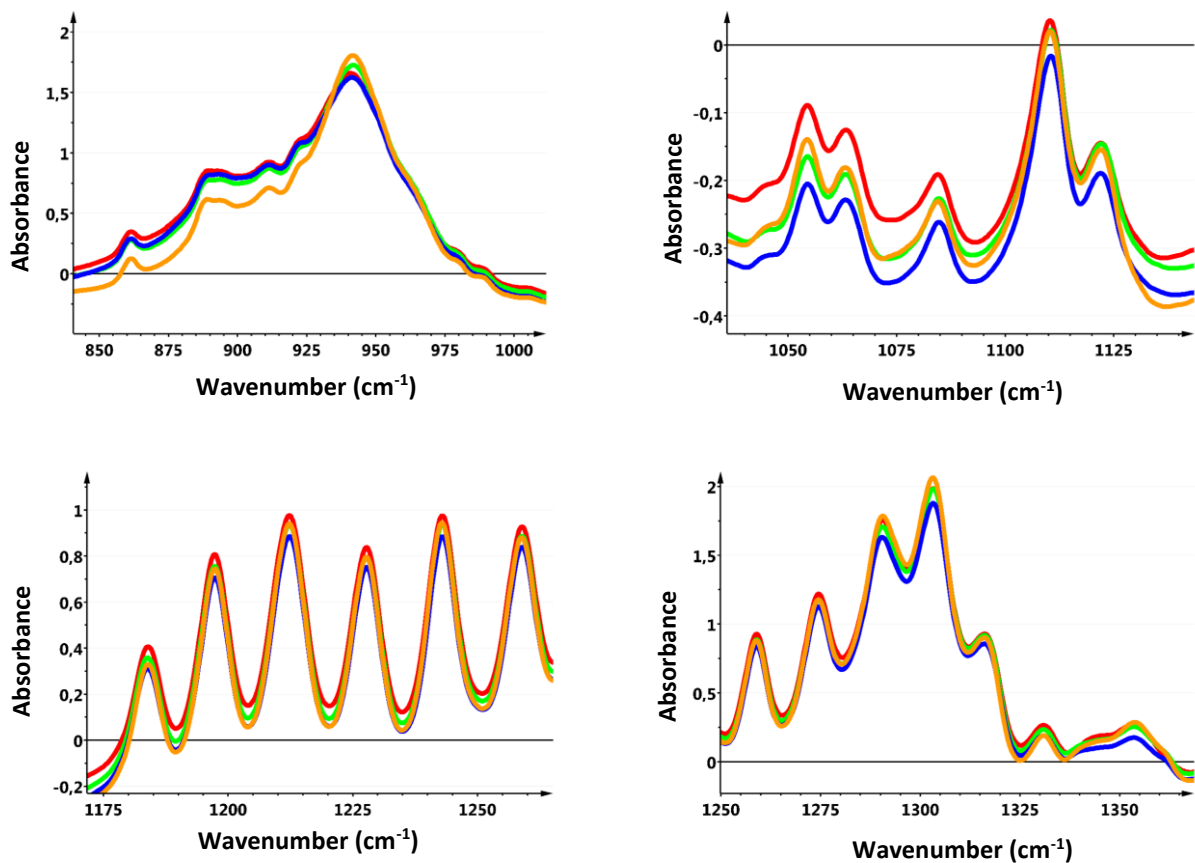 2
1,5
1
0,5
0
Absorbance
850 875 900 925 950 975 1000
Wavenumber (cm-1)
0
-0,1
-0,2
-0,3
-0,4
Absorbance
1050 1075 1100 1125
Wavenumber (cm-1)
1
0,8
0,6
0,4
0,2
0
-0,2
Absorbance
1175 1200 1225 1250
Wavenumber (cm-1)
2
1,5
1
0,5
0
Absorbance
1250 1275 1300 1325 1350
Wavenumber (cm-1)